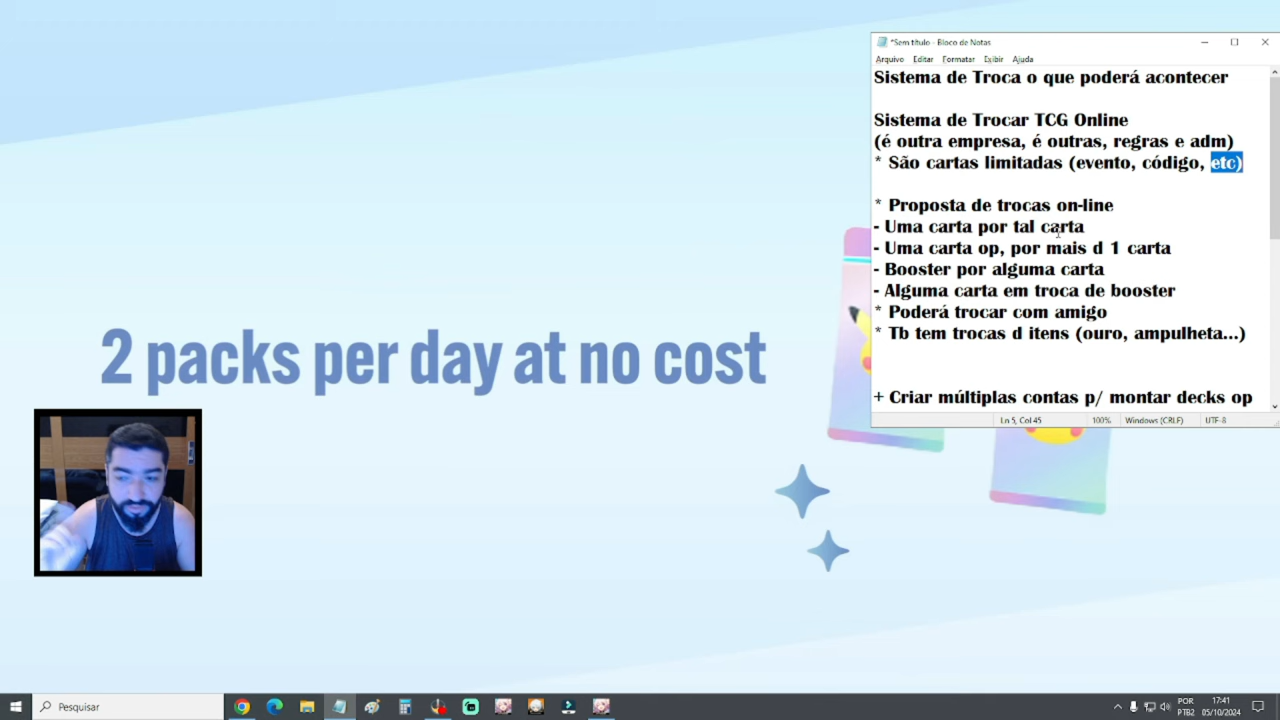 *Sem título - Bloco de Notas
Arquivo Editar Formatar Exibir Ajuda
Sistema de Troca o que poderá acontecer
Sistema de Trocar TCG Online
(é outra empresa, é outras, regras e adm)
* São cartas limitadas (evento, código, etc)
* Proposta de trocas on-line
- Uma carta por tal carta
- Uma carta op, por mais d 1 carta
- Booster por alguma carta
- Alguma carta em troca de booster
* Poderá trocar com amigo
* Tb tem trocas d itens (ouro, ampulheta...)
+ Criar múltiplas contas p/ montar decks op
Ln 5, Col 45 100% Windows (CRLF) UTF-8
2 packs per day at no cost
Pesquisar
POR
PTB2
17:41
05/10/2024